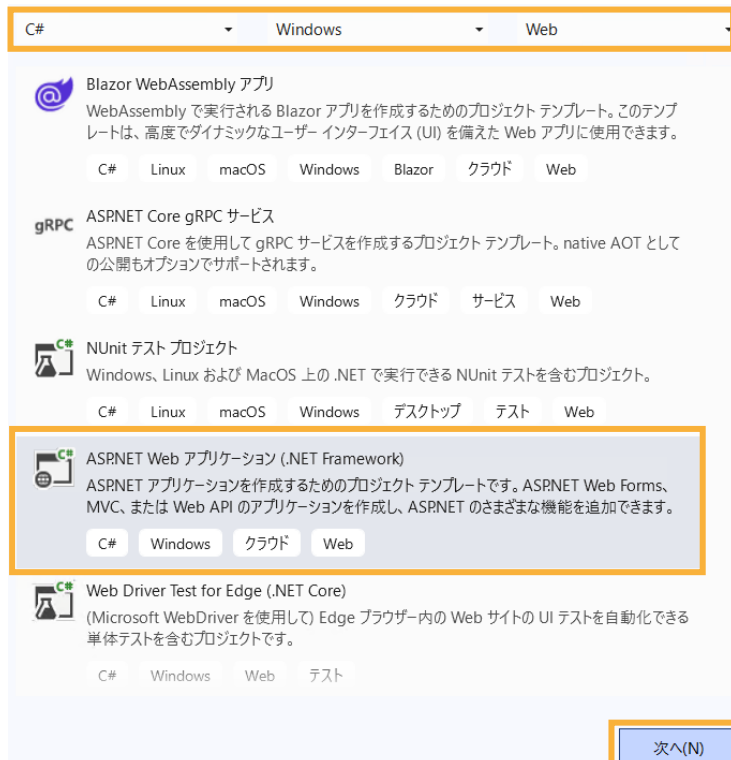 C# Windows Web
Blazor WebAssembly アプリ
WebAssembly で実行される Blazor アプリを作成するためのプロジェクト テンプレート。このテンプ
レートは、高度でダイナミックなユーザー インターフェイス (UI) を備えた Web アプリに使用できます。
C# Linux macOS Windows Blazor クラウド Web
gRPC
ASP.NET Core gRPC サービス
ASP.NET Core を使用して gRPC サービスを作成するプロジェクト テンプレート。native AOT として
の公開もオプションでサポートされます。
C# Linux macOS Windows クラウド サービス Web
C#
NUnit テスト プロジェクト
Windows、Linux および MacOS 上の .NET で実行できる NUnit テストを含むプロジェクト。
C# Linux macOS Windows デスクトップ テスト Web
C#
ASP.NET Web アプリケーション (.NET Framework)
ASP.NET アプリケーションを作成するためのプロジェクト テンプレートです。ASP.NET Web Forms、
MVC、または Web API のアプリケーションを作成し、ASP.NET のさまざまな機能を追加できます。
C# Windows クラウド Web
C#
Web Driver Test for Edge (.NET Core)
(Microsoft WebDriver を使用して) Edge ブラウザー内の Web サイトの UI テストを自動化できる
単体テストを含むプロジェクトです。
C# Windows Web テスト
次へ(N)